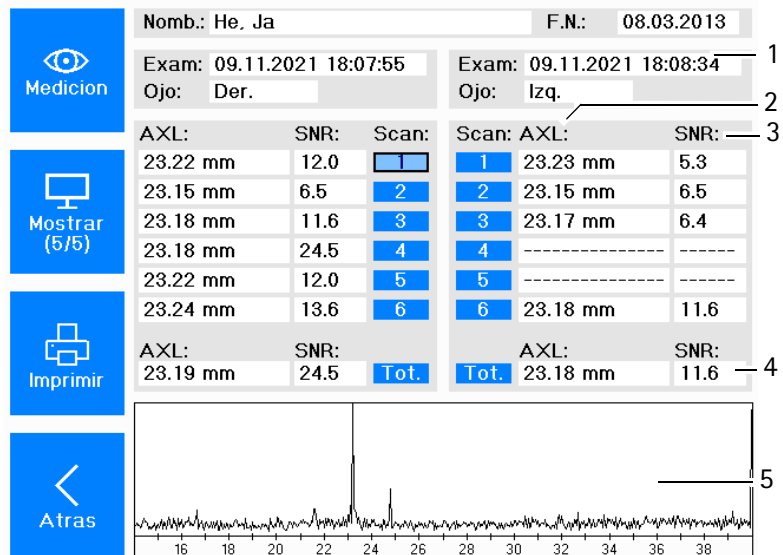 Nomb.: He, Ja F.N.: 08.03.2013
Medicion
Exam: 09.11.2021 18:07:55
Ojo: Der.
Exam: 09.11.2021 18:08:34
Ojo: Izq.
1
2
3
AXL: SNR: Scan:
23.22 mm 12.0 1
23.15 mm 6.5 2
23.18 mm 11.6 3
23.18 mm 24.5 4
23.22 mm 12.0 5
23.24 mm 13.6 6
AXL: SNR:
23.19 mm 24.5 Tot.
Scan: AXL: SNR:
1 23.23 mm 5.3
2 23.15 mm 6.5
3 23.17 mm 6.4
4 --------------- ------
5 --------------- ------
6 23.18 mm 11.6
AXL: SNR:
Tot. 23.18 mm 11.6
4
Mostrar
(5/5)
Imprimir
Atras
5
16 18 20 22 24 26 28 30 32 34 36 38